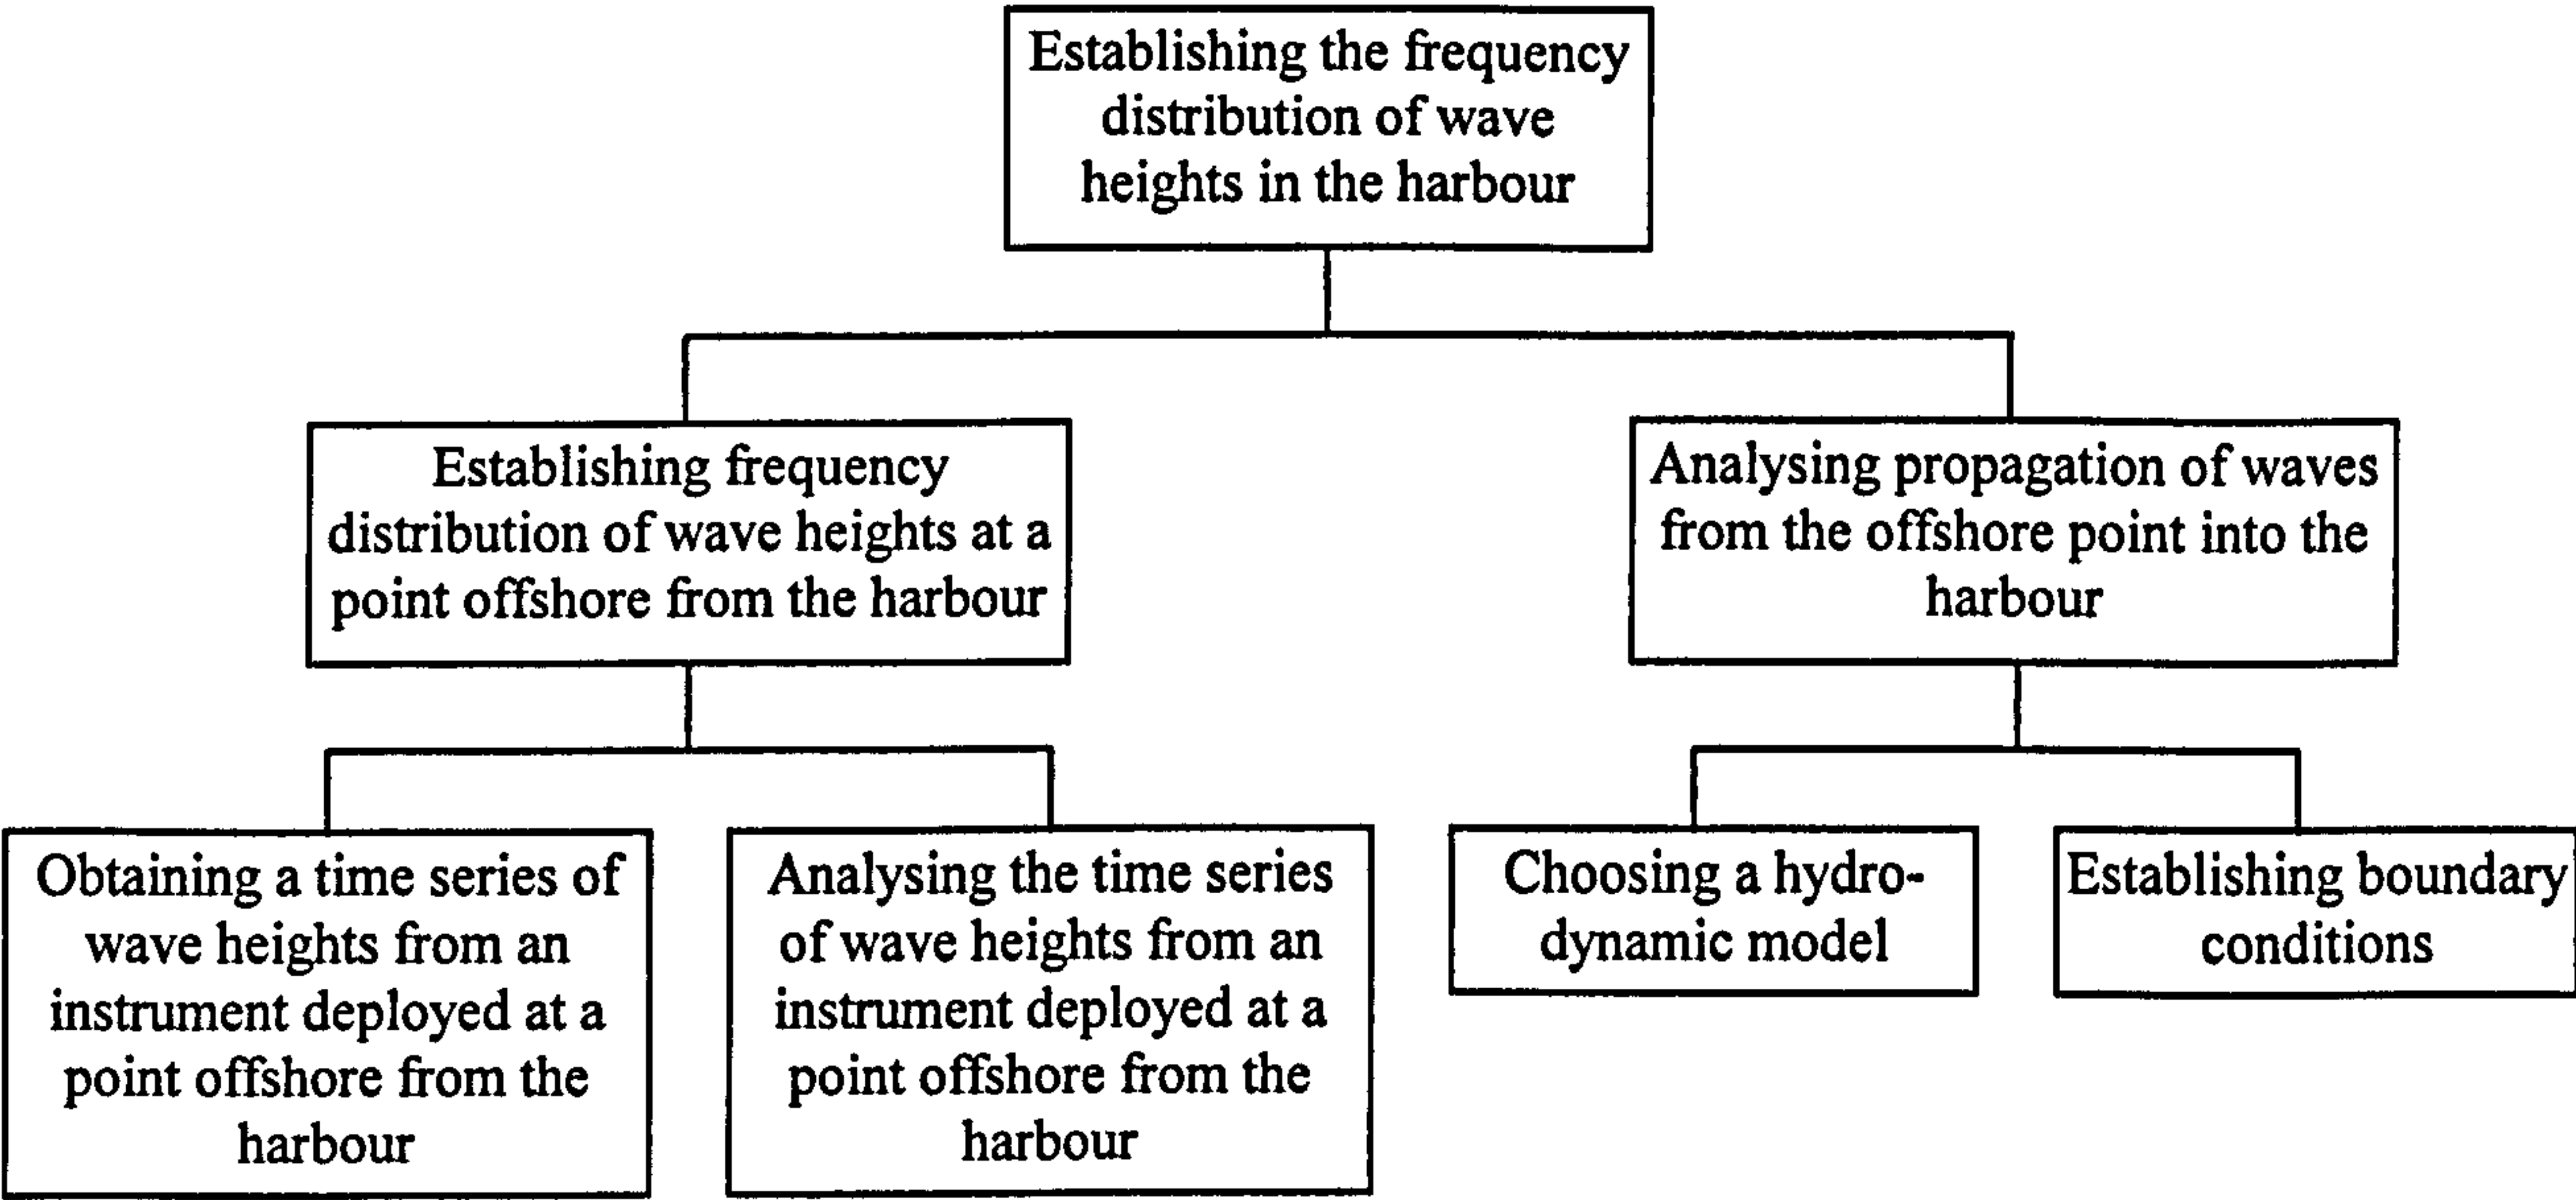 Establishing the frequency
distribution of wave
heights in the harbour
Establishing frequency
distribution of wave heights at a
point offshore from the harbour
Analysing propagation of waves
from the offshore point into the
harbour
Obtaining a time series of
wave heights from an
instrument deployed at a
point offshore from the
harbour
Analysing the time series
of wave heights from an
instrument deployed at a
point offshore from the
harbour
Choosing a hydro-
dynamic model
Establishing boundary
conditions